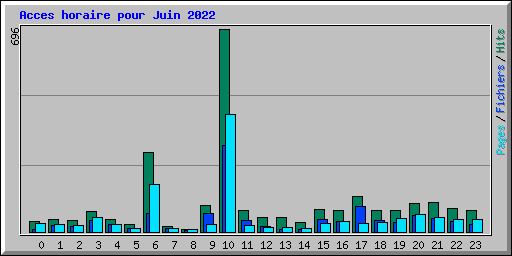 Acces horaire pour Juin 2022
696
Pages/Fichiers/Hits
0 1 2 3 4 5 6 7 8 9 10 11 12 13 14 15 16 17 18 19 20 21 22 23